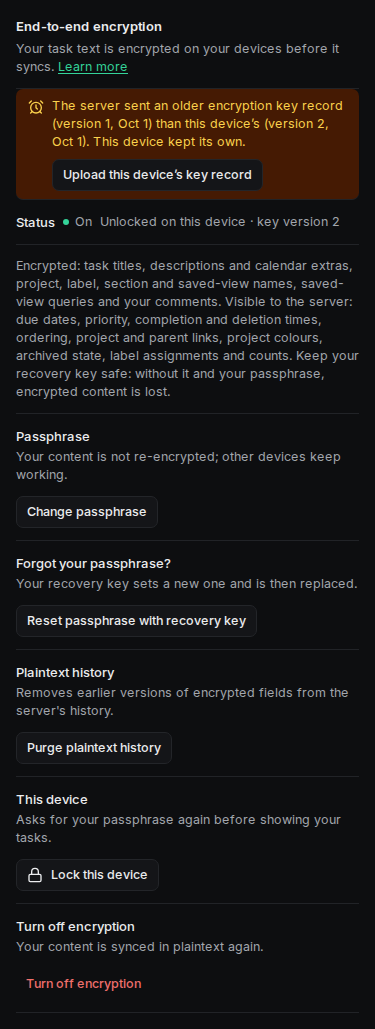 End-to-end encryption
Your task text is encrypted on your devices before it
syncs. Learn more
The server sent an older encryption key record
(version 1, Oct 1) than this device's (version 2,
Oct 1). This device kept its own.
Upload this device's key record
Status On Unlocked on this device · key version 2
Encrypted: task titles, descriptions and calendar extras,
project, label, section and saved-view names, saved-
view queries and your comments. Visible to the server:
due dates, priority, completion and deletion times,
ordering, project and parent links, project colours,
archived state, label assignments and counts. Keep your
recovery key safe: without it and your passphrase,
encrypted content is lost.
Passphrase
Your content is not re-encrypted; other devices keep
working.
Change passphrase
Forgot your passphrase?
Your recovery key sets a new one and is then replaced.
Reset passphrase with recovery key
Plaintext history
Removes earlier versions of encrypted fields from the
server's history.
Purge plaintext history
This device
Asks for your passphrase again before showing your
tasks.
Lock this device
Turn off encryption
Your content is synced in plaintext again.
Turn off encryption